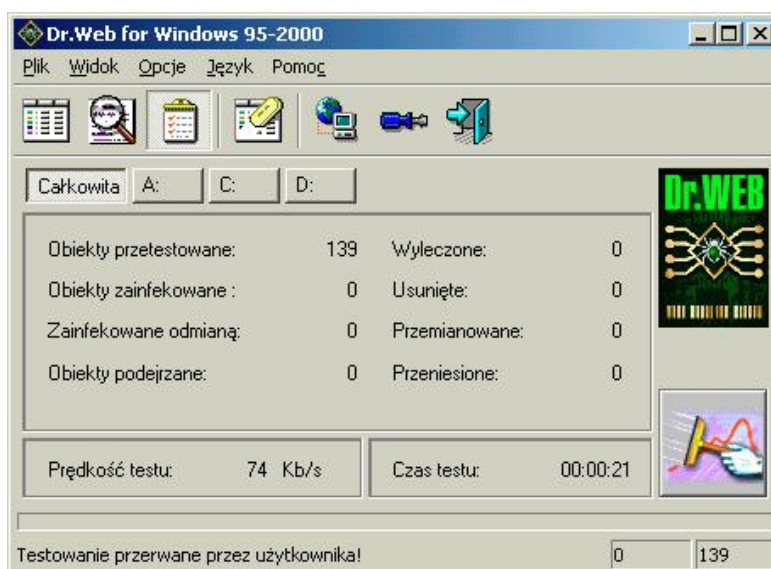 Dr.Web for Windows 95-2000
Plik Widok Opcje Język Pomoc
Całkowita A: C: D:
Dr.WEB
Obiekty przetestowane: 139 Wyleczone: 0
Obiekty zainfekowane : 0 Usunięte: 0
Zainfekowane odmianą: 0 Przemianowane: 0
Obiekty podejrzane: 0 Przeniesione: 0
Prędkość testu: 74 Kb/s Czas testu: 00:00:21
Testowanie przerwane przez użytkownika! 0 139